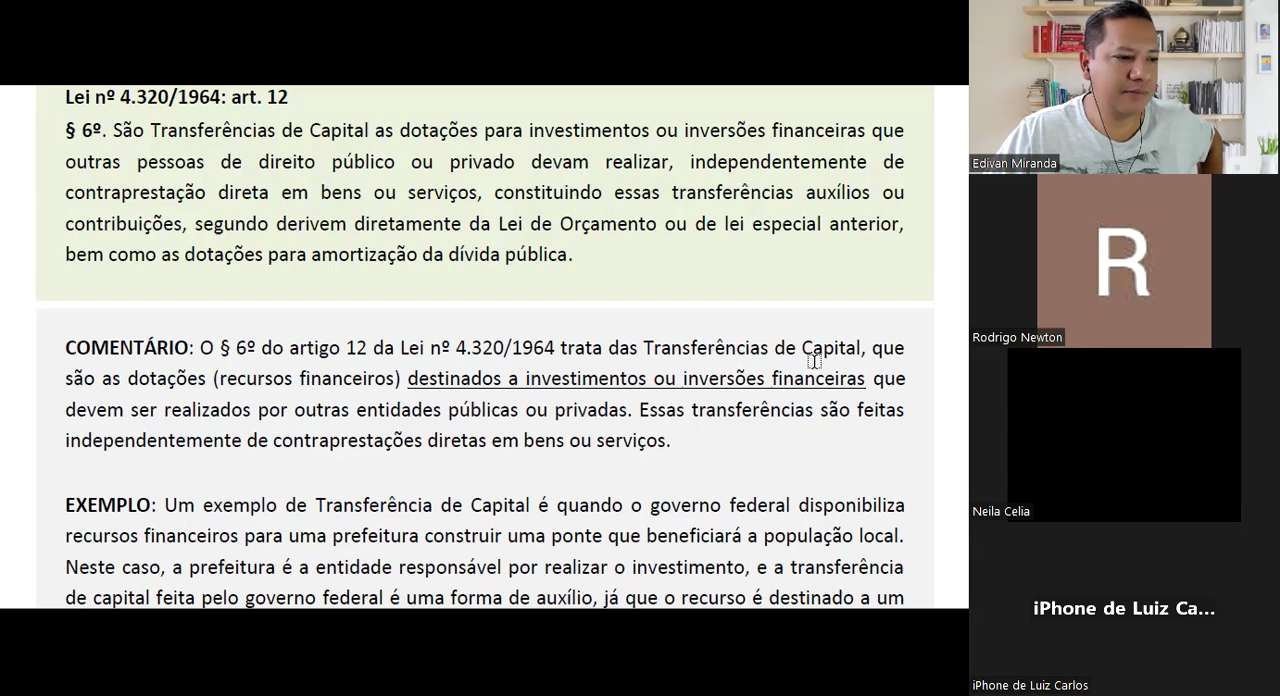 Lei nº 4.320/1964: art. 12
§ 6º. São Transferências de Capital as dotações para investimentos ou inversões financeiras que
outras pessoas de direito público ou privado devam realizar, independentemente de
contraprestação direta em bens ou serviços, constituindo essas transferências auxílios ou
contribuições, segundo derivem diretamente da Lei de Orçamento ou de lei especial anterior,
bem como as dotações para amortização da dívida pública.
COMENTÁRIO: O § 6º do artigo 12 da Lei nº 4.320/1964 trata das Transferências de Capital, que
são as dotações (recursos financeiros) destinados a investimentos ou inversões financeiras que
devem ser realizados por outras entidades públicas ou privadas. Essas transferências são feitas
independentemente de contraprestações diretas em bens ou serviços.
EXEMPLO: Um exemplo de Transferência de Capital é quando o governo federal disponibiliza
recursos financeiros para uma prefeitura construir uma ponte que beneficiará a população local.
Neste caso, a prefeitura é a entidade responsável por realizar o investimento, e a transferência
de capital feita pelo governo federal é uma forma de auxílio, já que o recurso é destinado a um
Edivan Miranda
R
Rodrigo Newton
Neila Celia
iPhone de Luiz Ca...
iPhone de Luiz Carlos